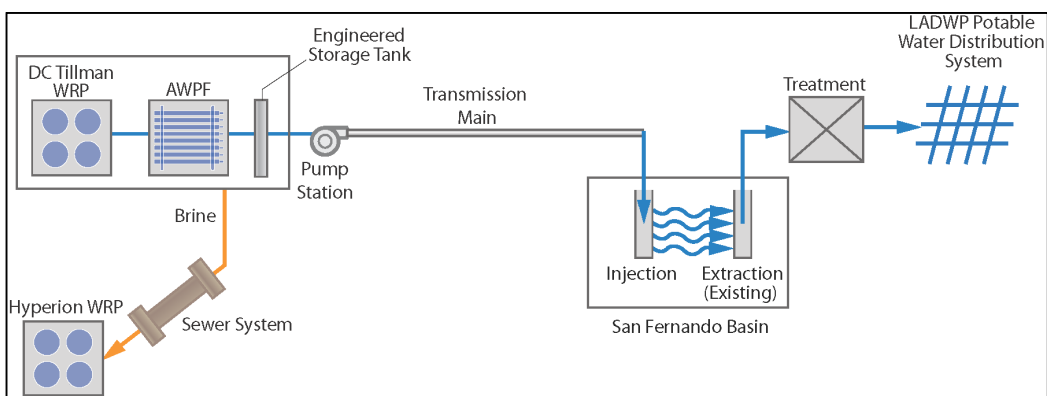 Engineered
Storage Tank
DC Tillman
WRP
AWPF
Transmission
Main
Pump
Station
Treatment
LADWP Potable
Water Distribution
System
Brine
Sewer System
Hyperion WRP
Injection
Extraction
(Existing)
San Fernando Basin